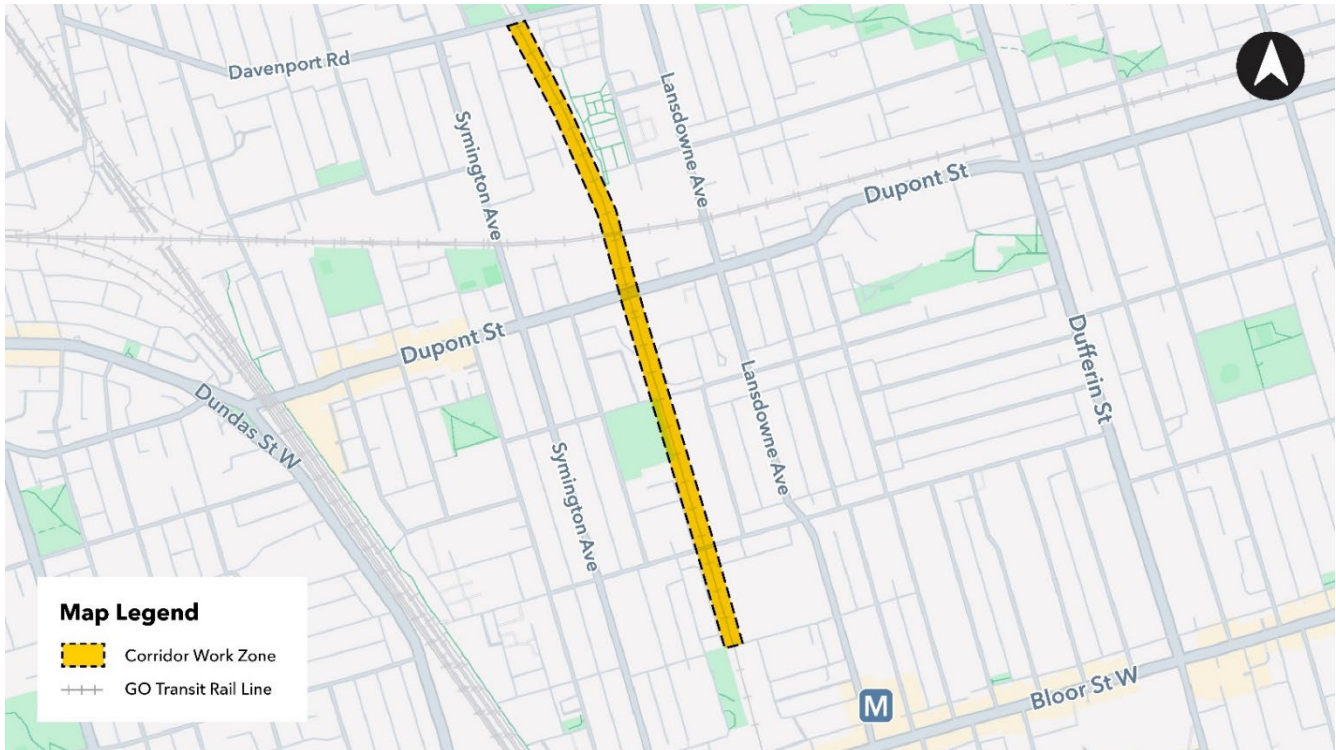 Davenport Rd
Symington Ave
Lansdowne Ave
Dupont St
Dupont St
Dundas St W
Symington Ave
Lansdowne Ave
Dufferin St
Map Legend
Corridor Work Zone
GO Transit Rail Line
M
Bloor St W